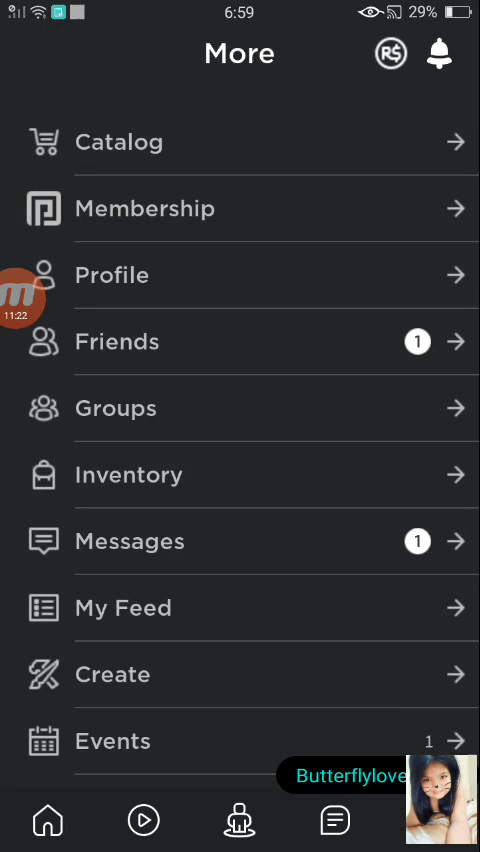 6:59
29%
More
R$
Catalog
Membership
Profile
11:22
Friends
1
Groups
Inventory
Messages
1
My Feed
Create
Events
1
Butterflylove